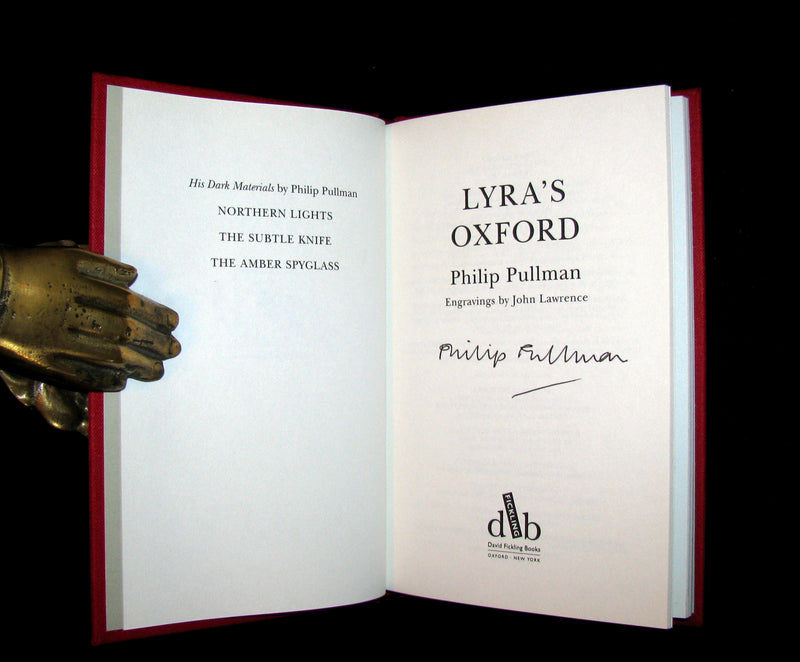 His Dark Materials by Philip Pullman
NORTHERN LIGHTS
THE SUBTLE KNIFE
THE AMBER SPYGLASS
LYRA'S
OXFORD
Philip Pullman
Engravings by John Lawrence
Philip Pullman
d FICKLING b
David Fickling Books
OXFORD · NEW YORK